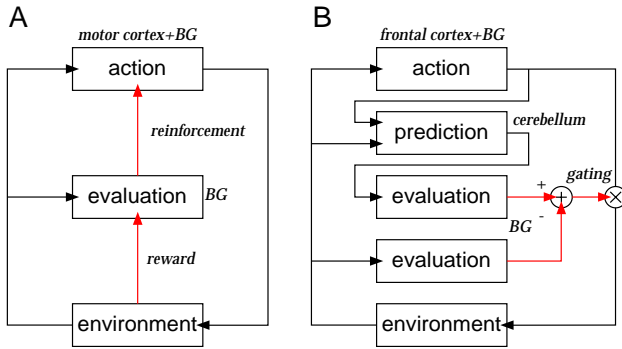 A
motor cortex+BG
action
reinforcement
evaluation
BG
reward
environment
B
frontal cortex+BG
action
cerebellum
prediction
gating
evaluation
+
+
×
BG
-
evaluation
environment